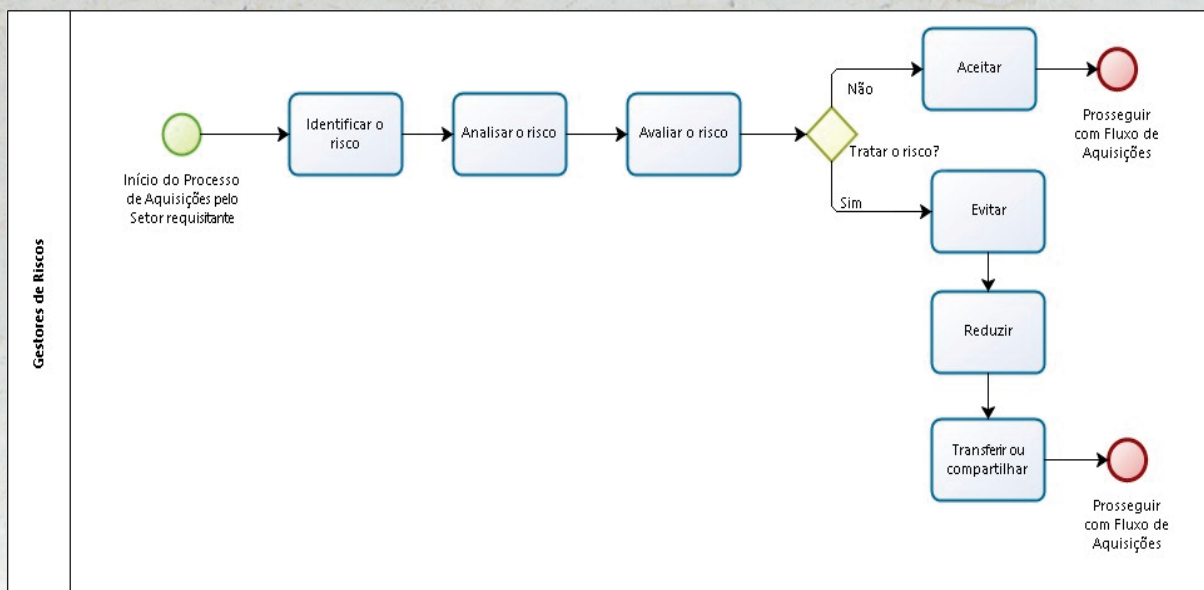 Gestores de Riscos
Início do Processo
de Aquisições pelo
Setor requisitante
Identificar o
risco
Analisar o risco
Avaliar o risco
Tratar o risco?
Não
Aceitar
Prosseguir
com Fluxo de
Aquisições
Sim
Evitar
Reduzir
Transferir ou
compartilhar
Prosseguir
com Fluxo de
Aquisições